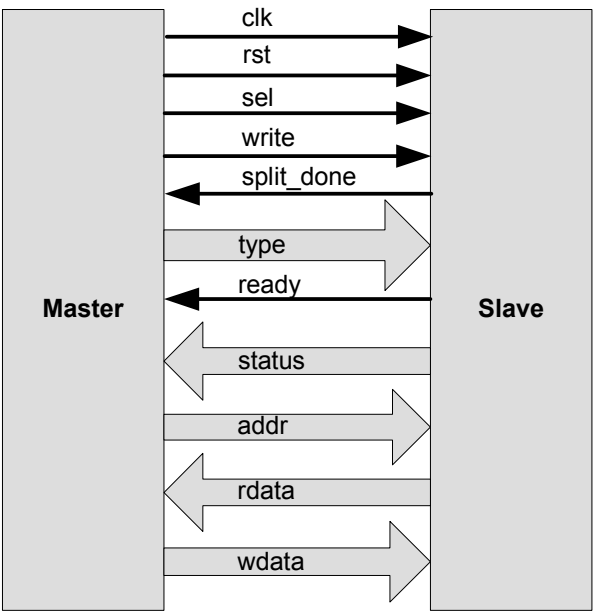 clk
rst
sel
write
split_done
type
ready
Master
Slave
status
addr
rdata
wdata